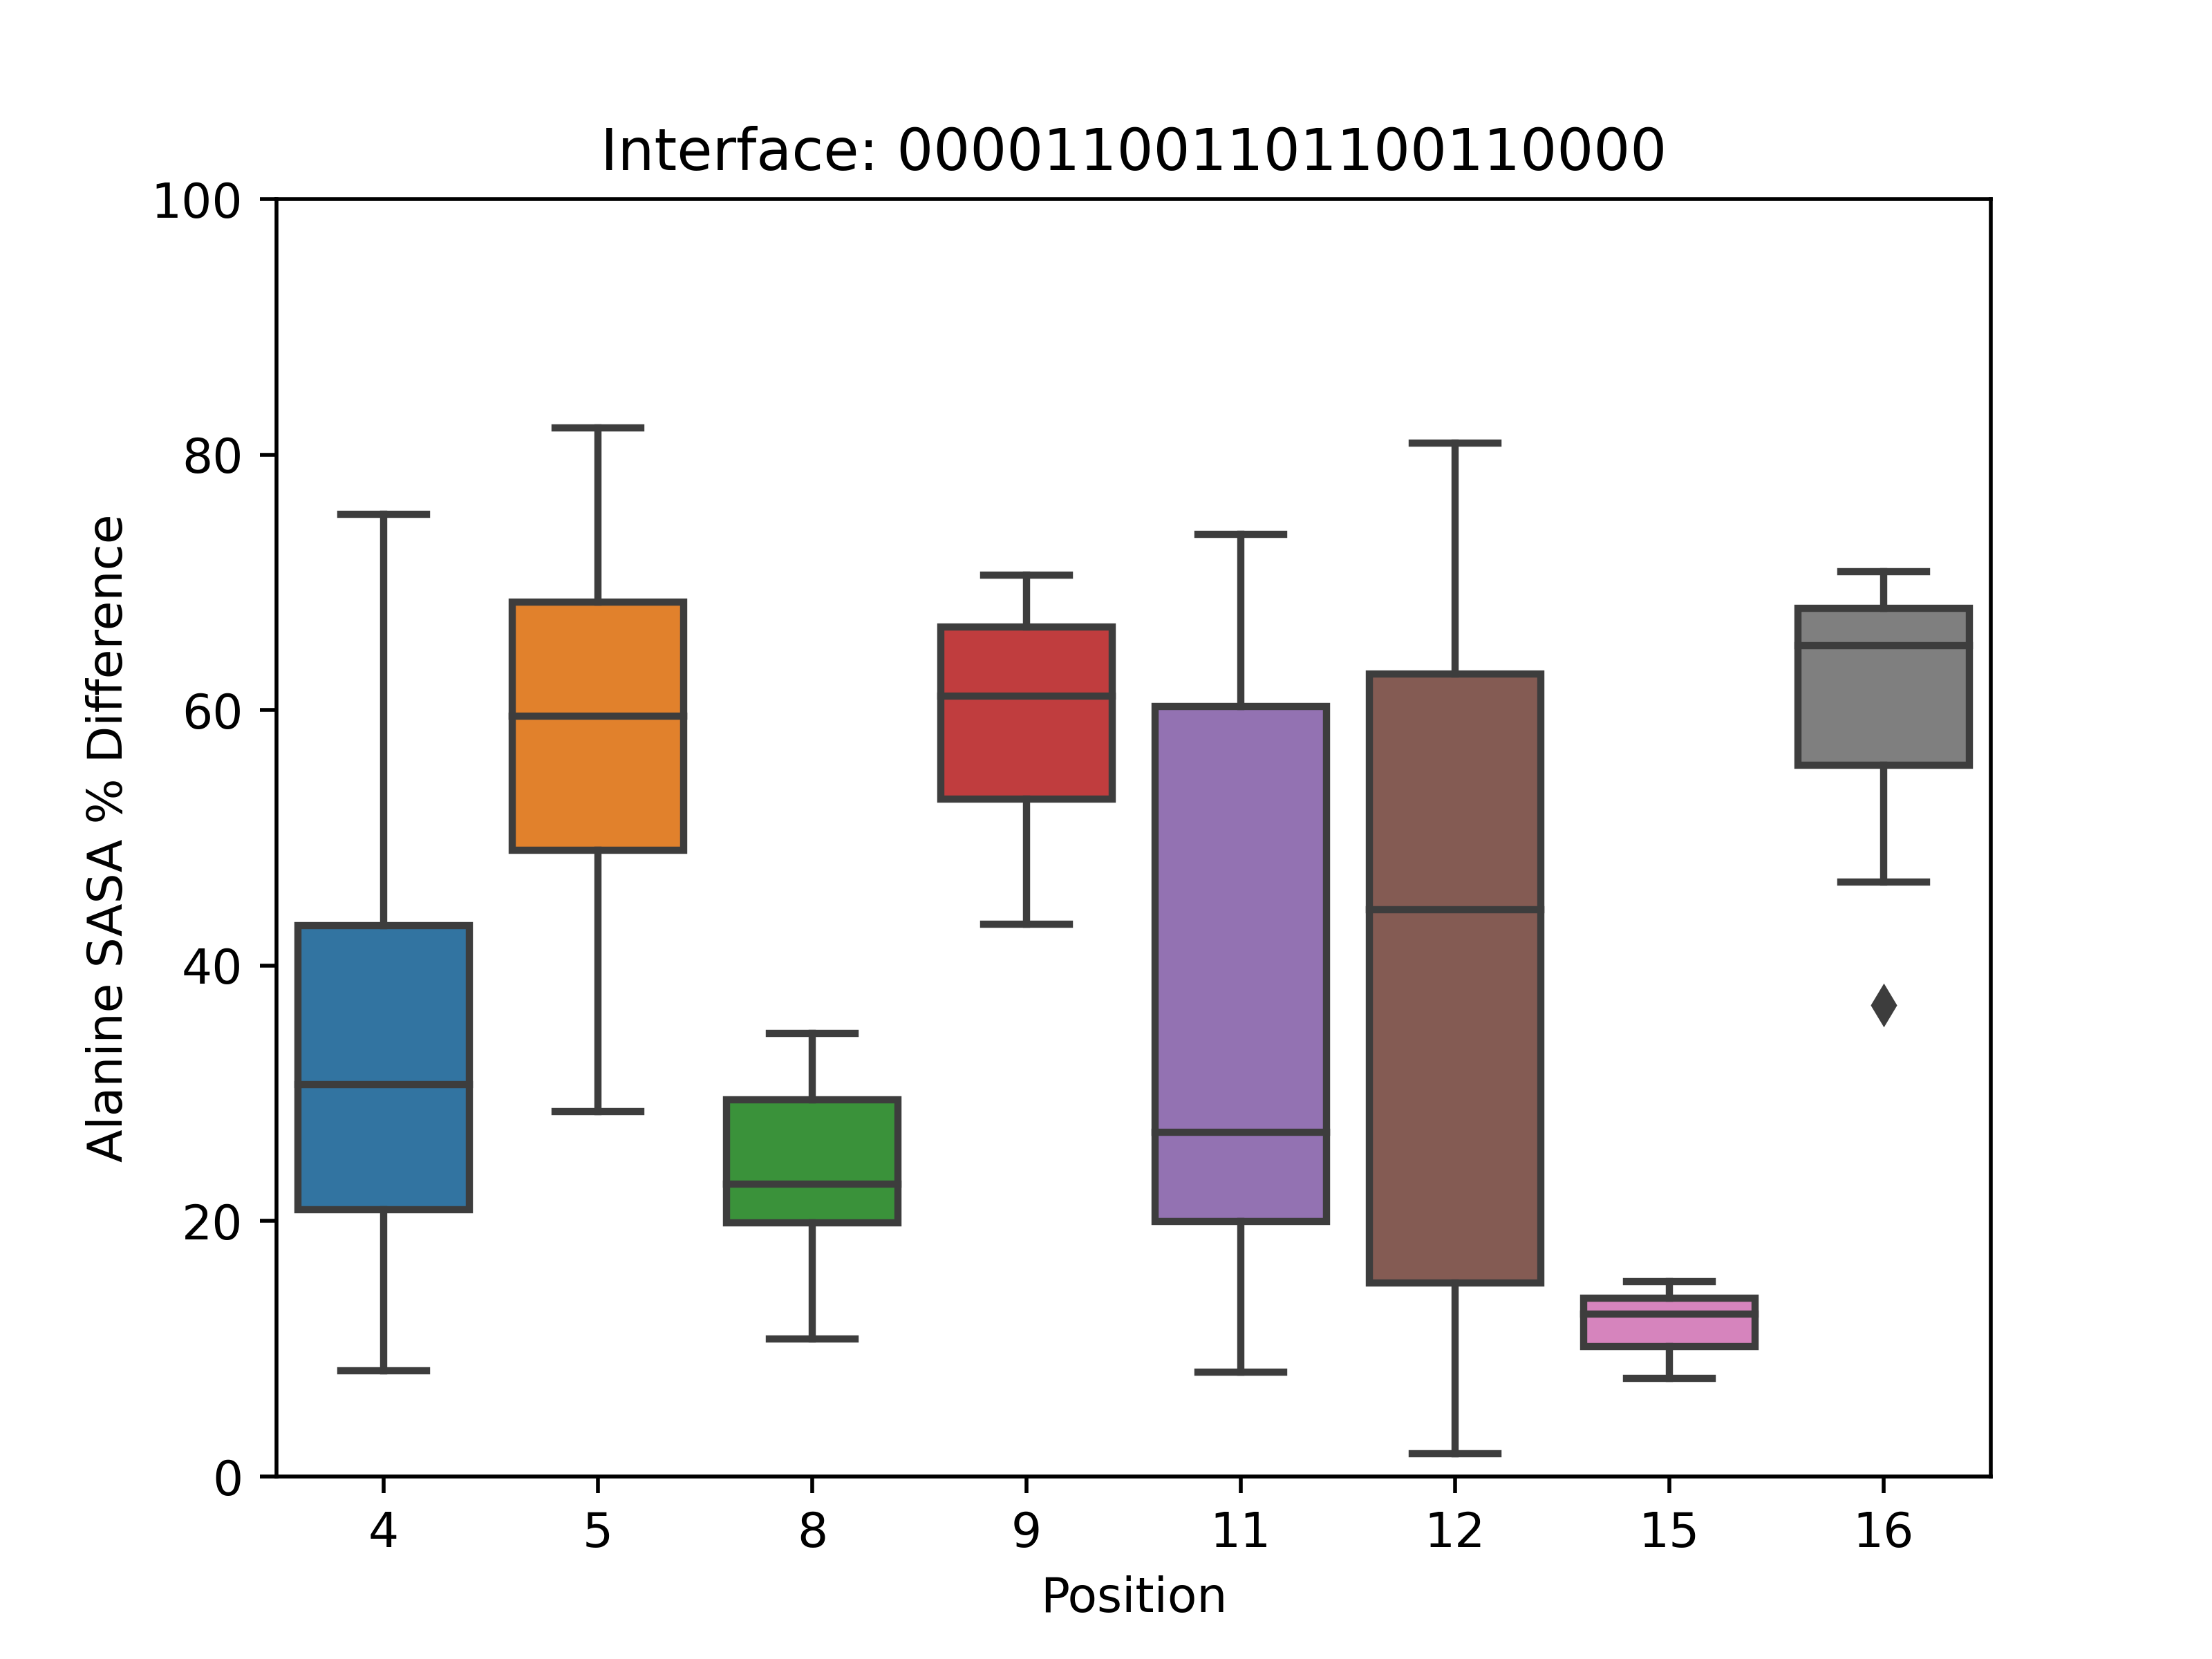 Interface: 000011001101100110000
100
80
60
40
20
0
Alanine SASA % Difference
4 5 8 9 11 12 15 16
Position